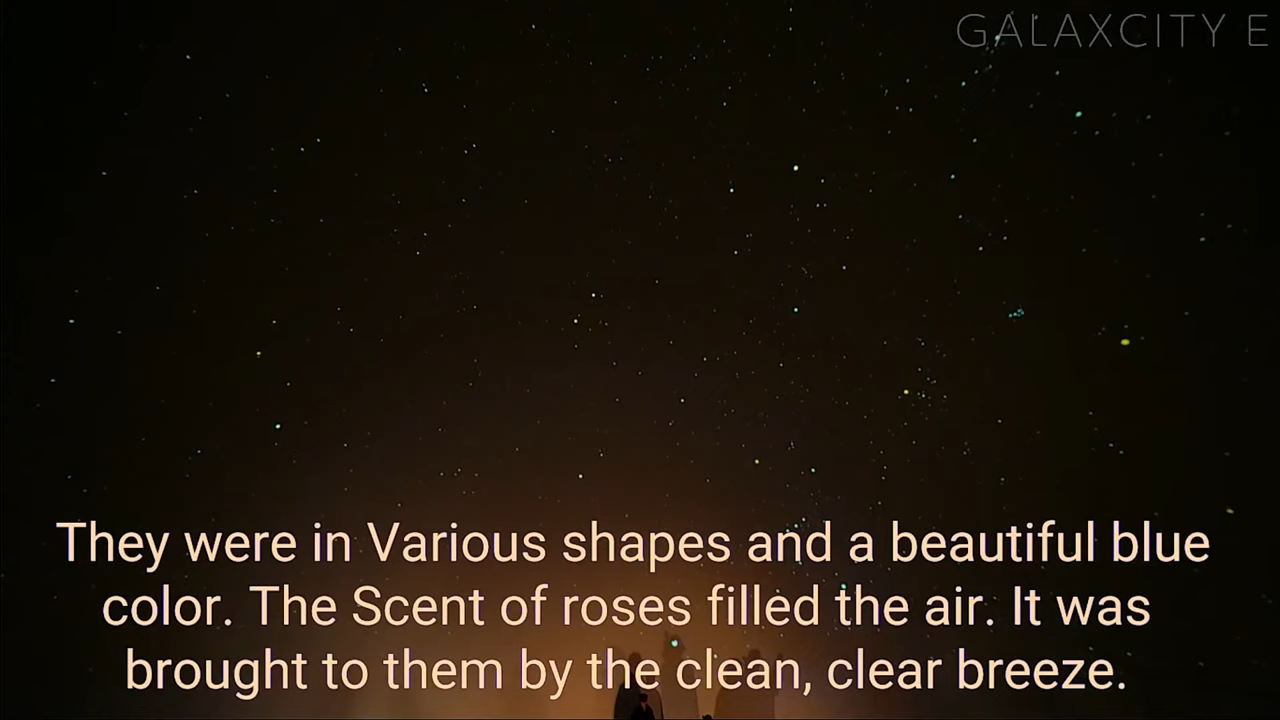 GALAXCITY E
They were in Various shapes and a beautiful blue
color. The Scent of roses filled the air. It was
brought to them by the clean, clear breeze.